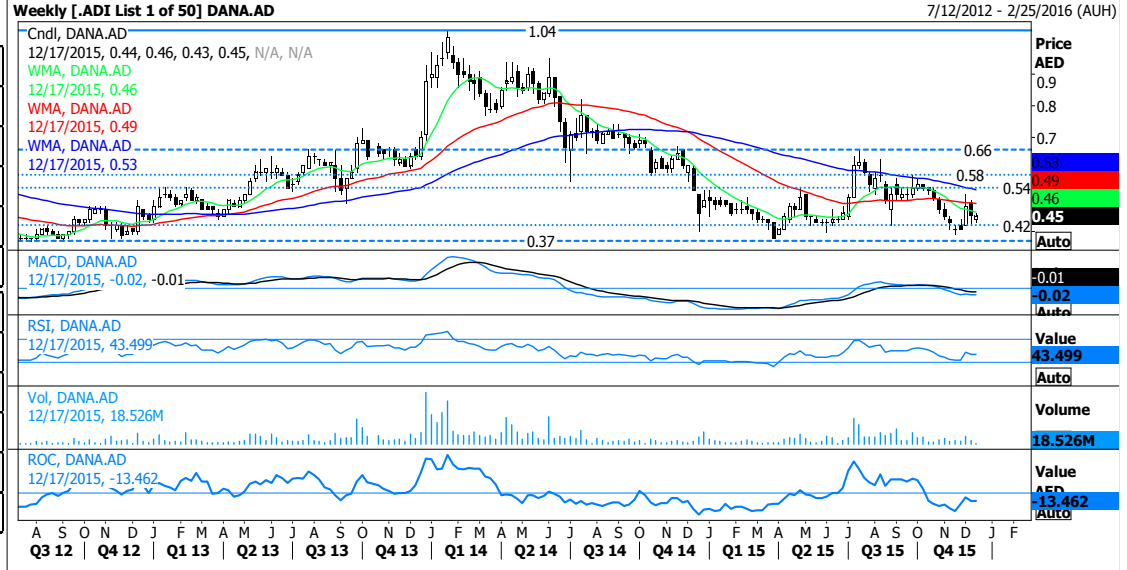 Weekly [.ADI List 1 of 50] DANA.AD
7/12/2012 - 2/25/2016 (AUH)
Cndl, DANA.AD
12/17/2015, 0.44, 0.46, 0.43, 0.45, N/A, N/A
WMA, DANA.AD
12/17/2015, 0.46
WMA, DANA.AD
12/17/2015, 0.49
WMA, DANA.AD
12/17/2015, 0.53
1.04
0.66
0.58
0.54
0.42
0.37
Price
AED
0.9
0.8
0.7
0.53
0.49
0.46
0.45
Auto
MACD, DANA.AD
12/17/2015, -0.02, -0.01
-0.01
-0.02
Auto
RSI, DANA.AD
12/17/2015, 43.499
Value
43.499
Auto
Vol, DANA.AD
12/17/2015, 18.526M
Volume
18.526M
ROC, DANA.AD
12/17/2015, -13.462
Value
AED
-13.462
Auto
A S O N D J F M A M J J A S O N D J F M A M J J A S O N D J F M A M J J A S O N D J F
Q3 12 Q4 12 Q1 13 Q2 13 Q3 13 Q4 13 Q1 14 Q2 14 Q3 14 Q4 14 Q1 15 Q2 15 Q3 15 Q4 15